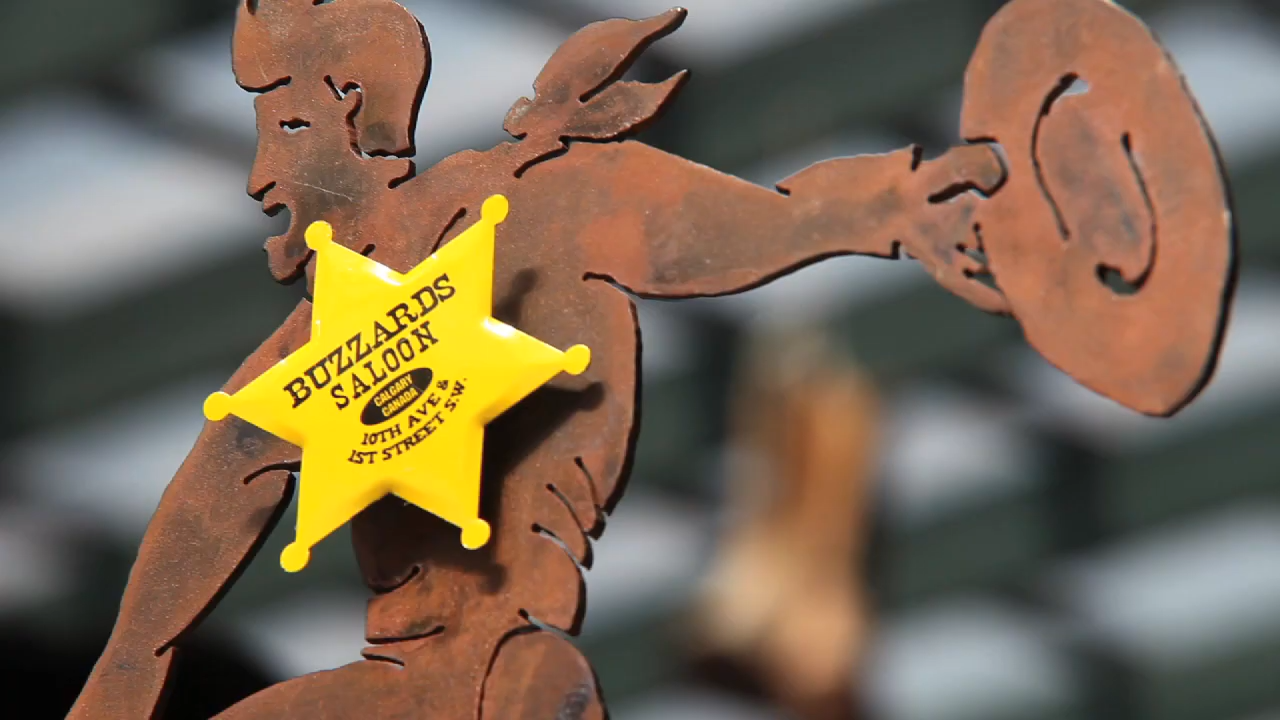 BUZZARDS
SALOON
CALGARY
CANADA
10TH AVE &
1ST STREET S.W.